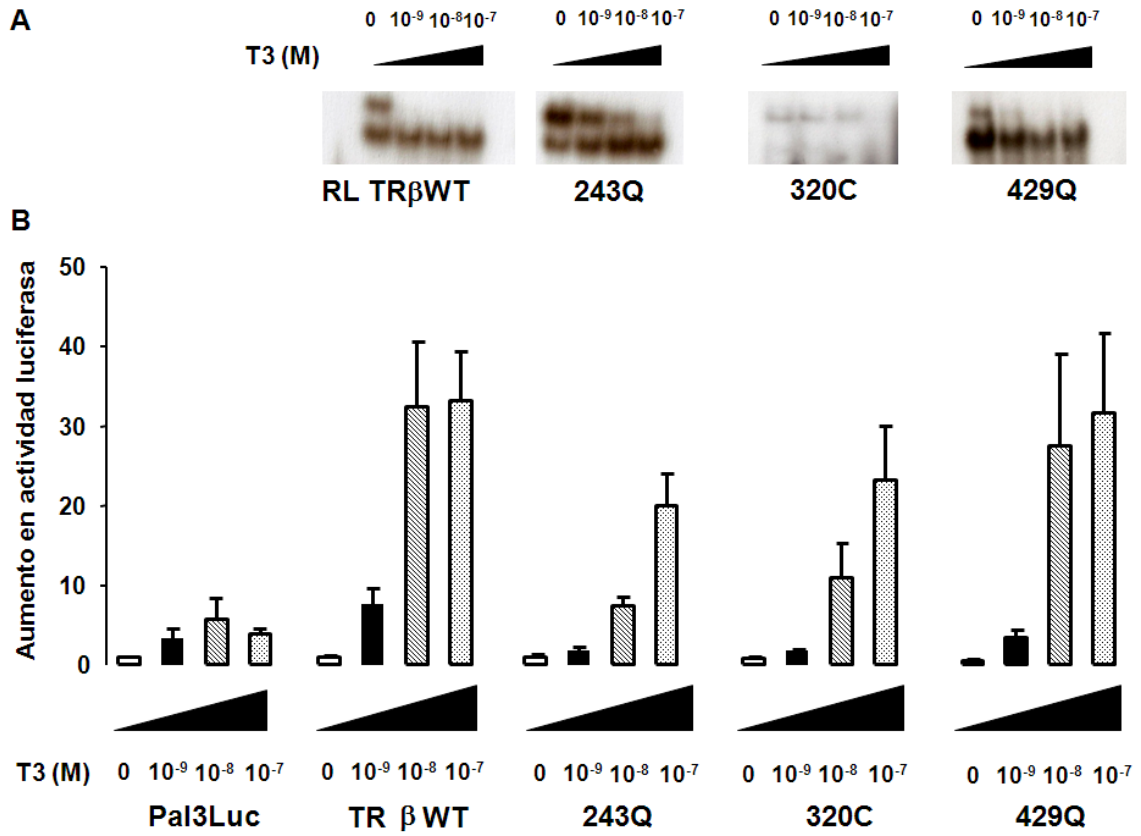 A
0 10⁻⁹ 10⁻⁸ 10⁻⁷ 0 10⁻⁹ 10⁻⁸ 10⁻⁷ 0 10⁻⁹ 10⁻⁸ 10⁻⁷ 0 10⁻⁹ 10⁻⁸ 10⁻⁷
T3 (M)
RL TRβWT 243Q 320C 429Q
B
Aumento en actividad luciferasa
50
40
30
20
10
0
T3 (M) 0 10⁻⁹ 10⁻⁸ 10⁻⁷ 0 10⁻⁹ 10⁻⁸ 10⁻⁷ 0 10⁻⁹ 10⁻⁸ 10⁻⁷ 0 10⁻⁹ 10⁻⁸ 10⁻⁷ 0 10⁻⁹ 10⁻⁸ 10⁻⁷
Pal3Luc TR β WT 243Q 320C 429Q